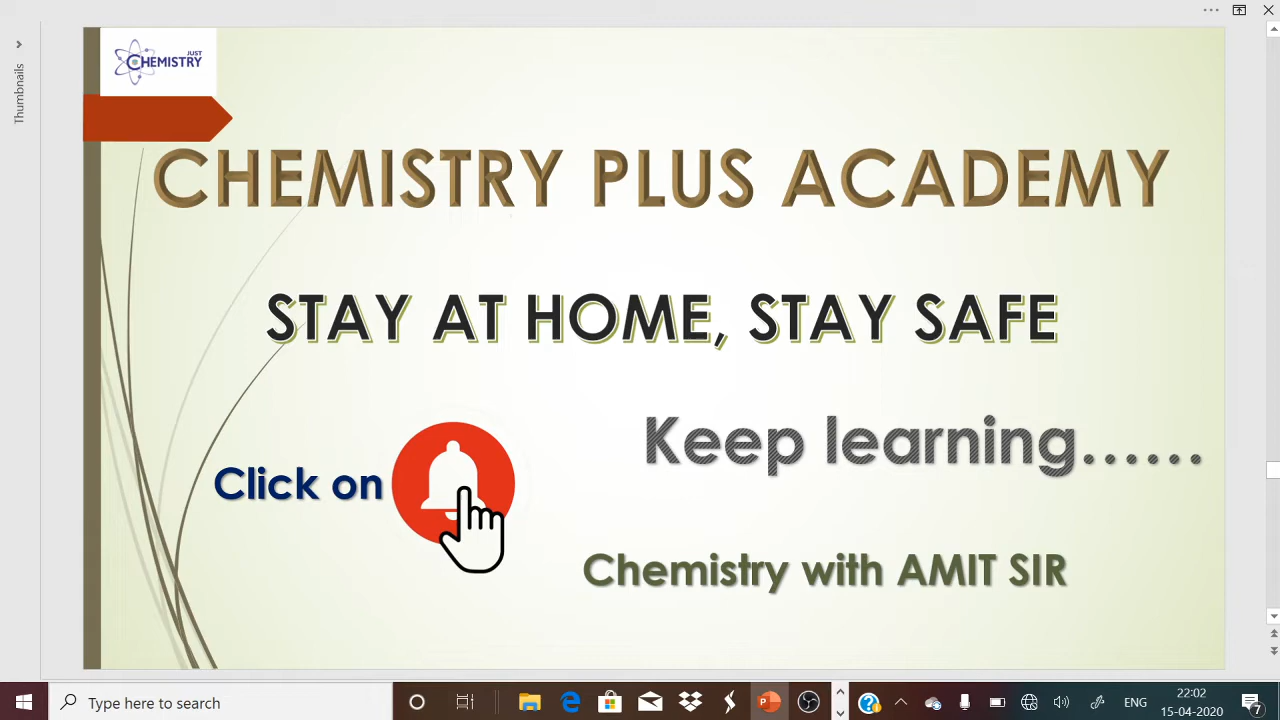 Thumbnails
JUST
CHEMISTRY
CHEMISTRY PLUS ACADEMY
STAY AT HOME, STAY SAFE
Keep learning......
Click on
Chemistry with AMIT SIR
Type here to search
ENG
22:02
15-04-2020
7